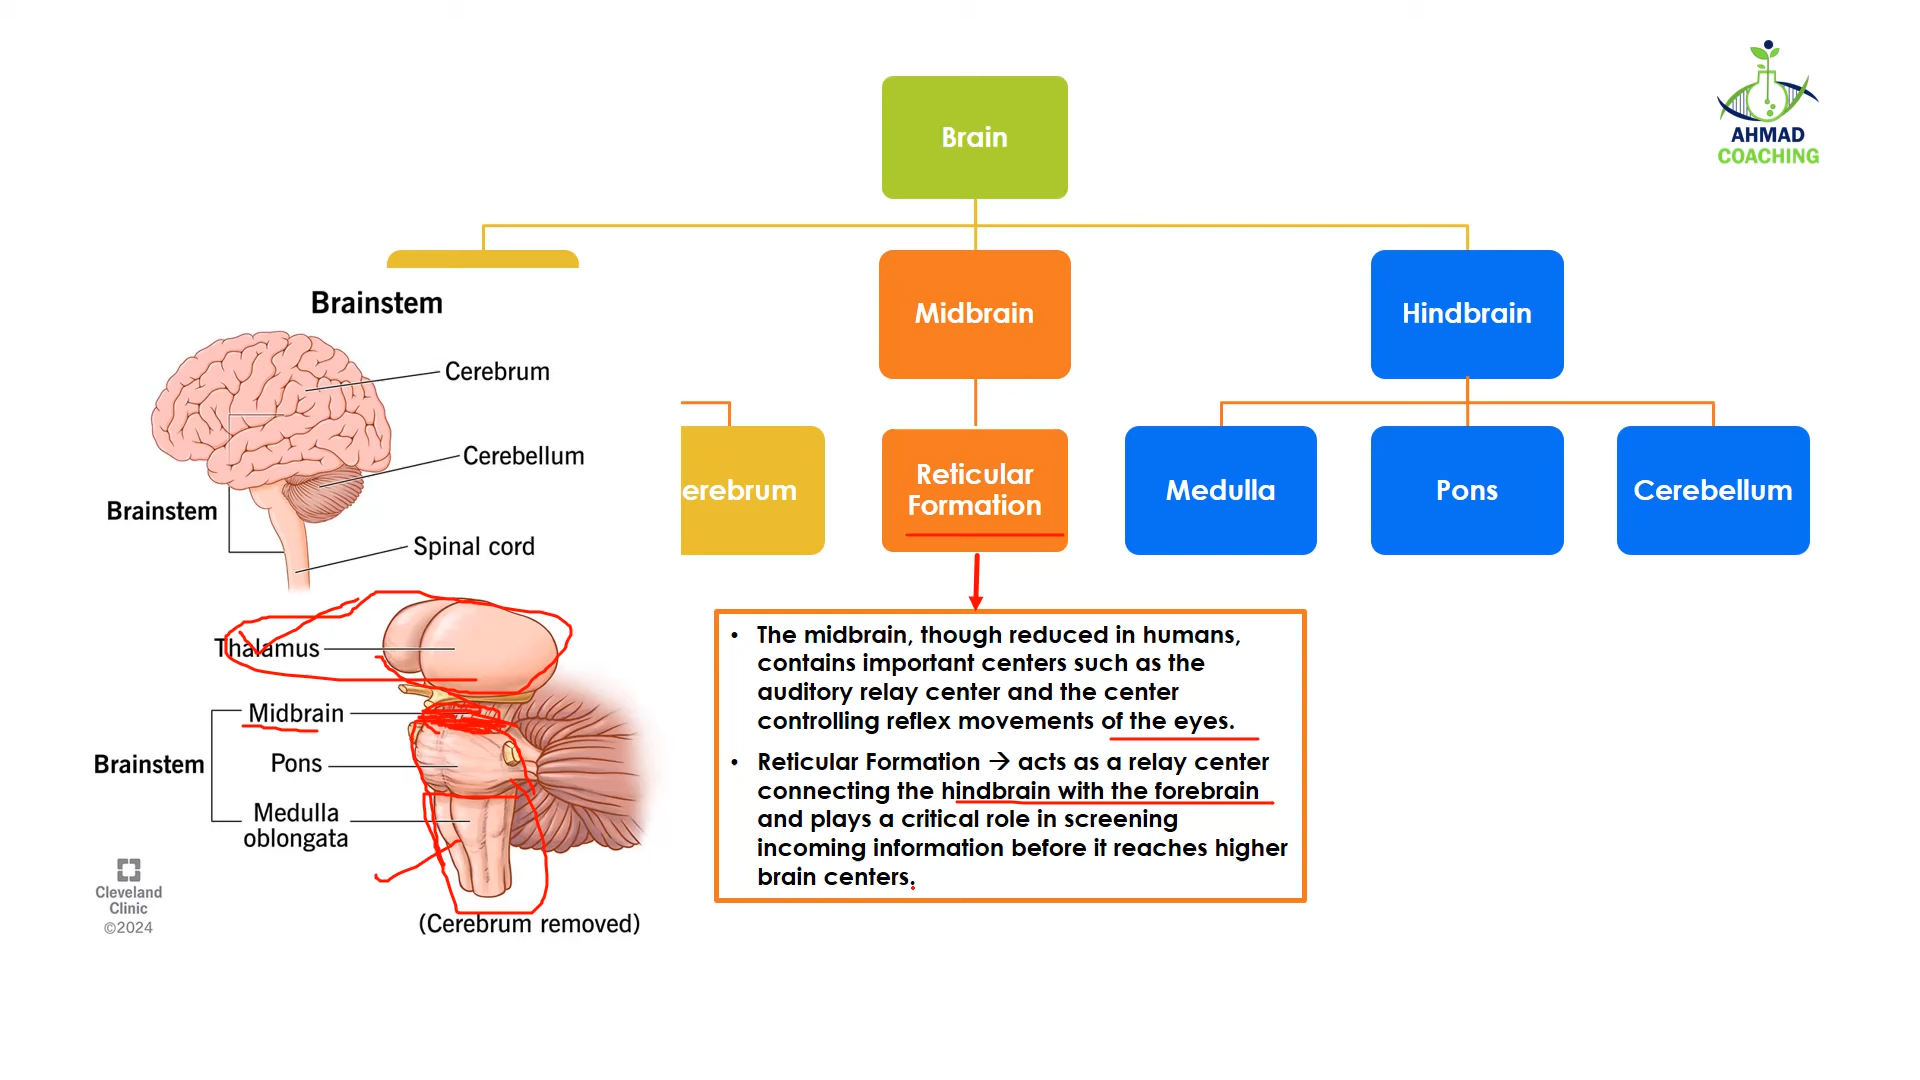 Brain
AHMAD
COACHING
Brainstem
Midbrain
Hindbrain
Cerebrum
Cerebellum
Brainstem
Spinal cord
erebrum
Reticular
Formation
Medulla
Pons
Cerebellum
Thalamus
Midbrain
Brainstem
Pons
Medulla
oblongata
Cleveland
Clinic
©2024
(Cerebrum removed)
• The midbrain, though reduced in humans,
contains important centers such as the
auditory relay center and the center
controlling reflex movements of the eyes.
• Reticular Formation → acts as a relay center
connecting the hindbrain with the forebrain
and plays a critical role in screening
incoming information before it reaches higher
brain centers.